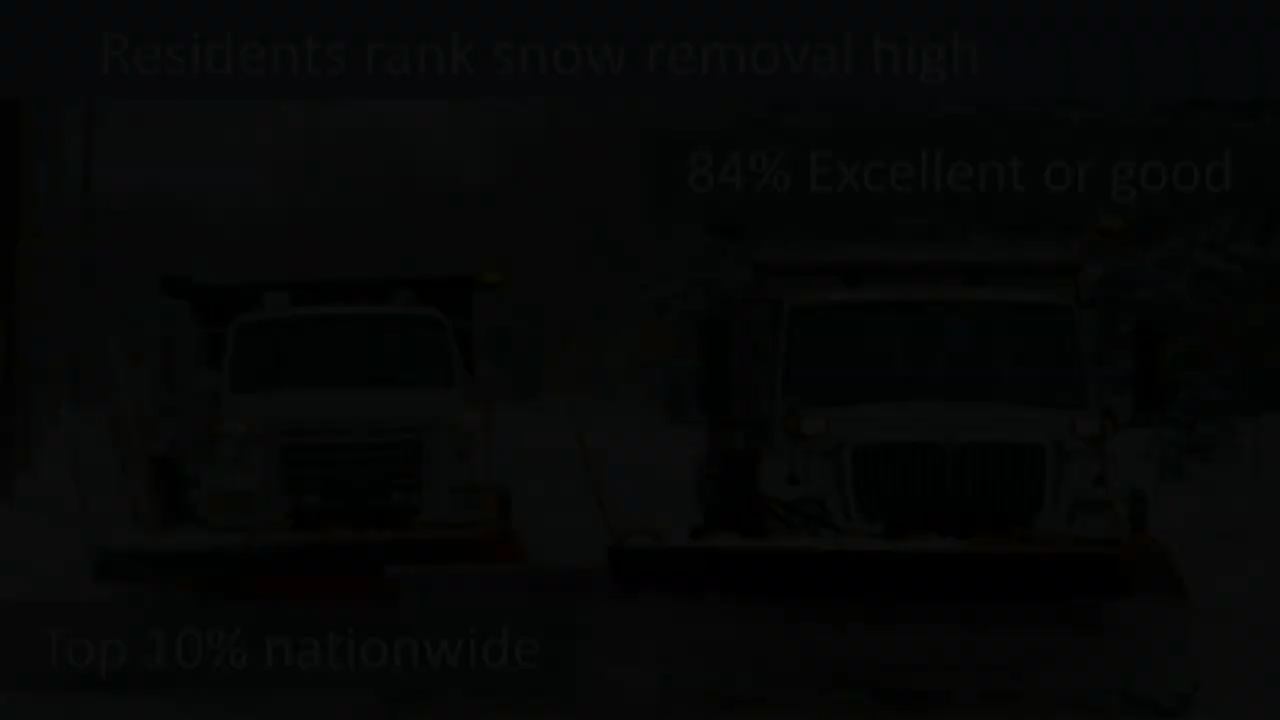 Residents rank snow removal high
84% Excellent or good
Top 10% nationwide